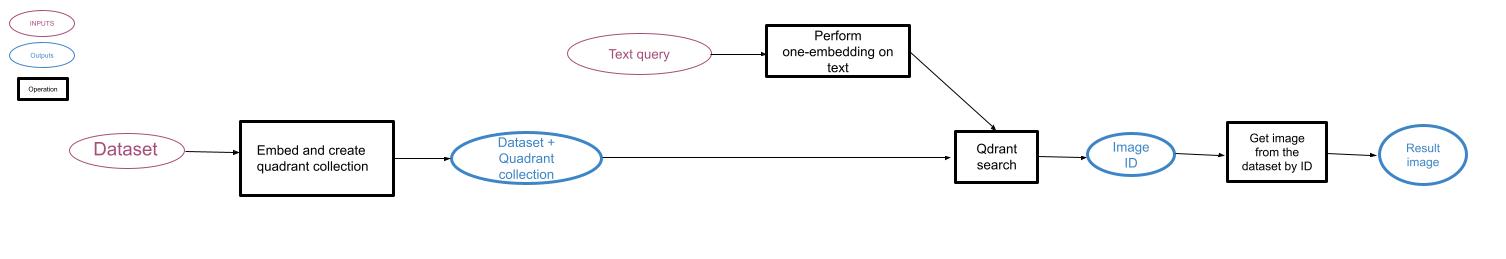 INPUTS
Outputs
Operation
Text query
Perform
one-embedding on
text
Dataset
Embed and create
quadrant collection
Dataset +
Quadrant
collection
Qdrant
search
Image
ID
Get image
from the
dataset by ID
Result
image